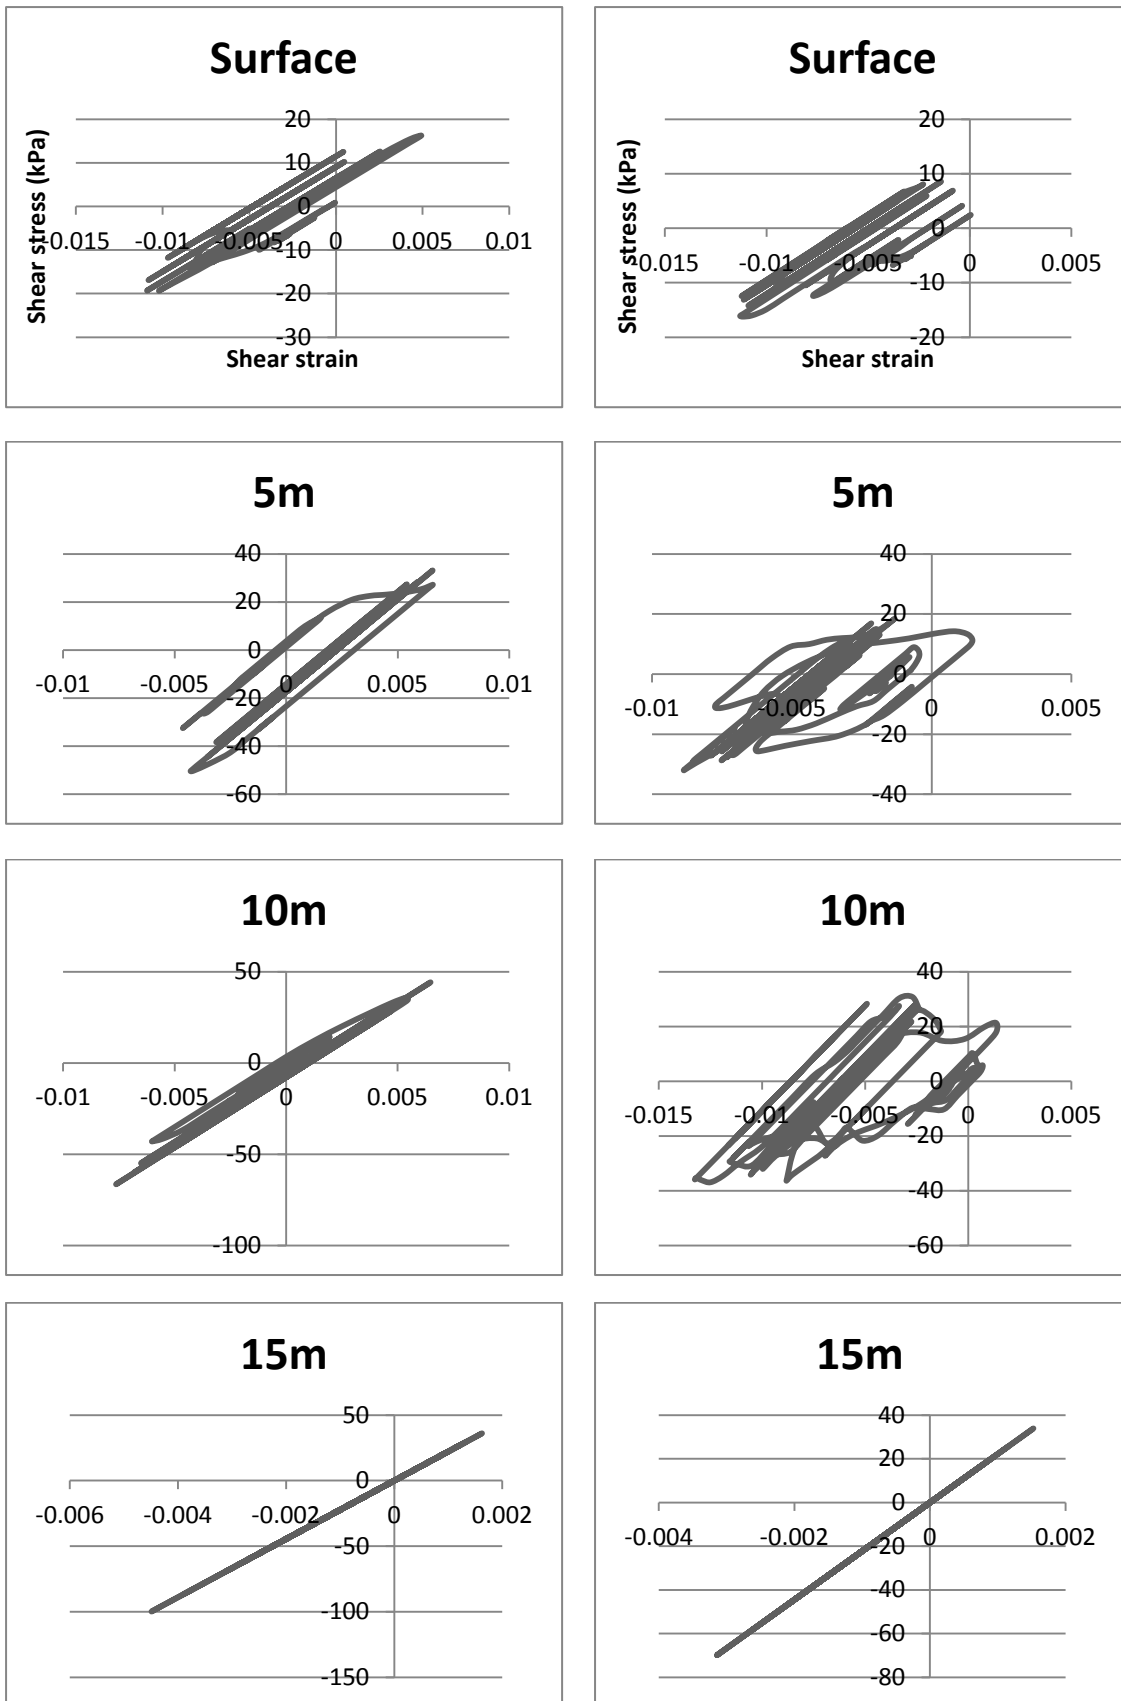 Surface
Shear stress (kPa)
20
10
0
-10
-20
-30
-0.015 -0.01 -0.005 0 0.005 0.01
Shear strain
Surface
Shear stress (kPa)
20
10
0
-10
-20
-0.015 -0.01 -0.005 0 0.005
Shear strain
5m
40
20
0
-20
-40
-60
-0.01 -0.005 0 0.005 0.01
5m
40
20
0
-20
-40
-0.01 -0.005 0 0.005
10m
50
0
-50
-100
-0.01 -0.005 0 0.005 0.01
10m
40
20
0
-20
-40
-60
-0.015 -0.01 -0.005 0 0.005
15m
50
0
-50
-100
-150
-0.006 -0.004 -0.002 0 0.002
15m
40
20
0
-20
-40
-60
-80
-0.004 -0.002 0 0.002